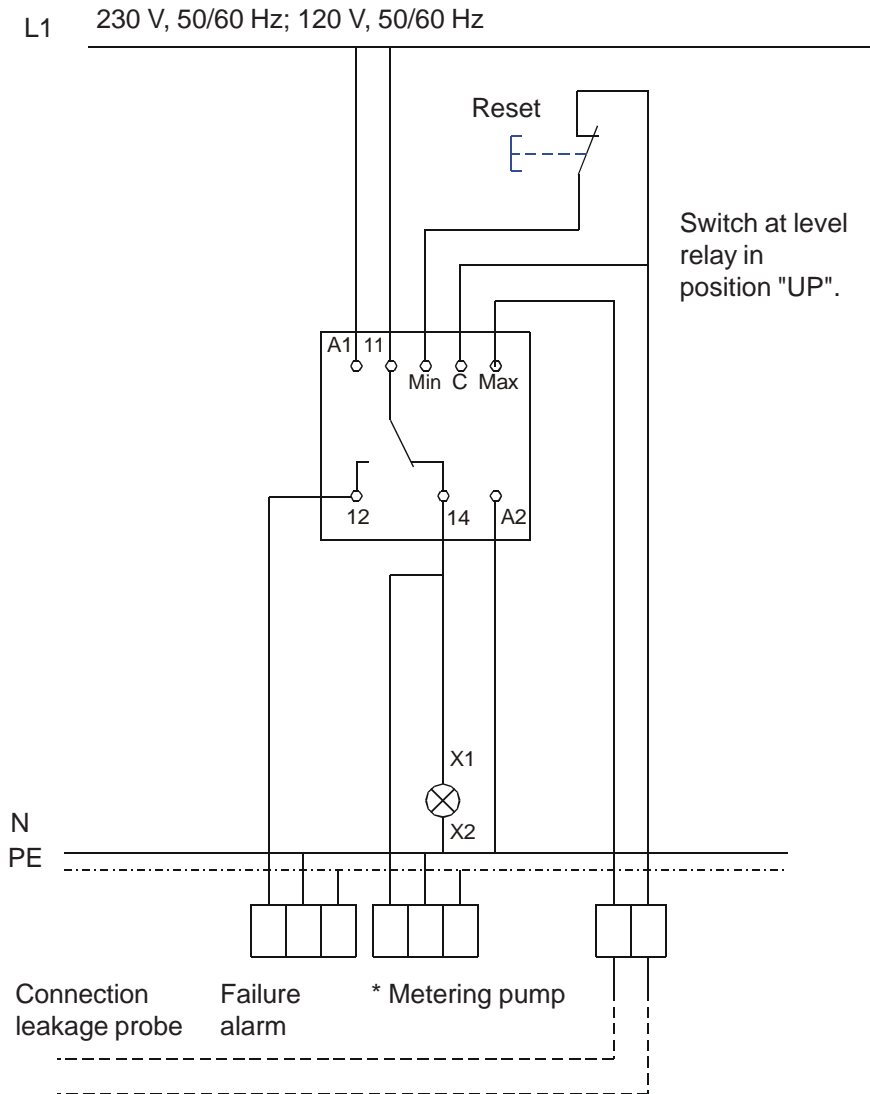 L1
230 V, 50/60 Hz; 120 V, 50/60 Hz
Reset
Switch at level
relay in
position "UP".
A1 11
Min C Max
12
14
A2
X1
X2
N
PE
Connection
leakage probe
Failure
alarm
* Metering pump